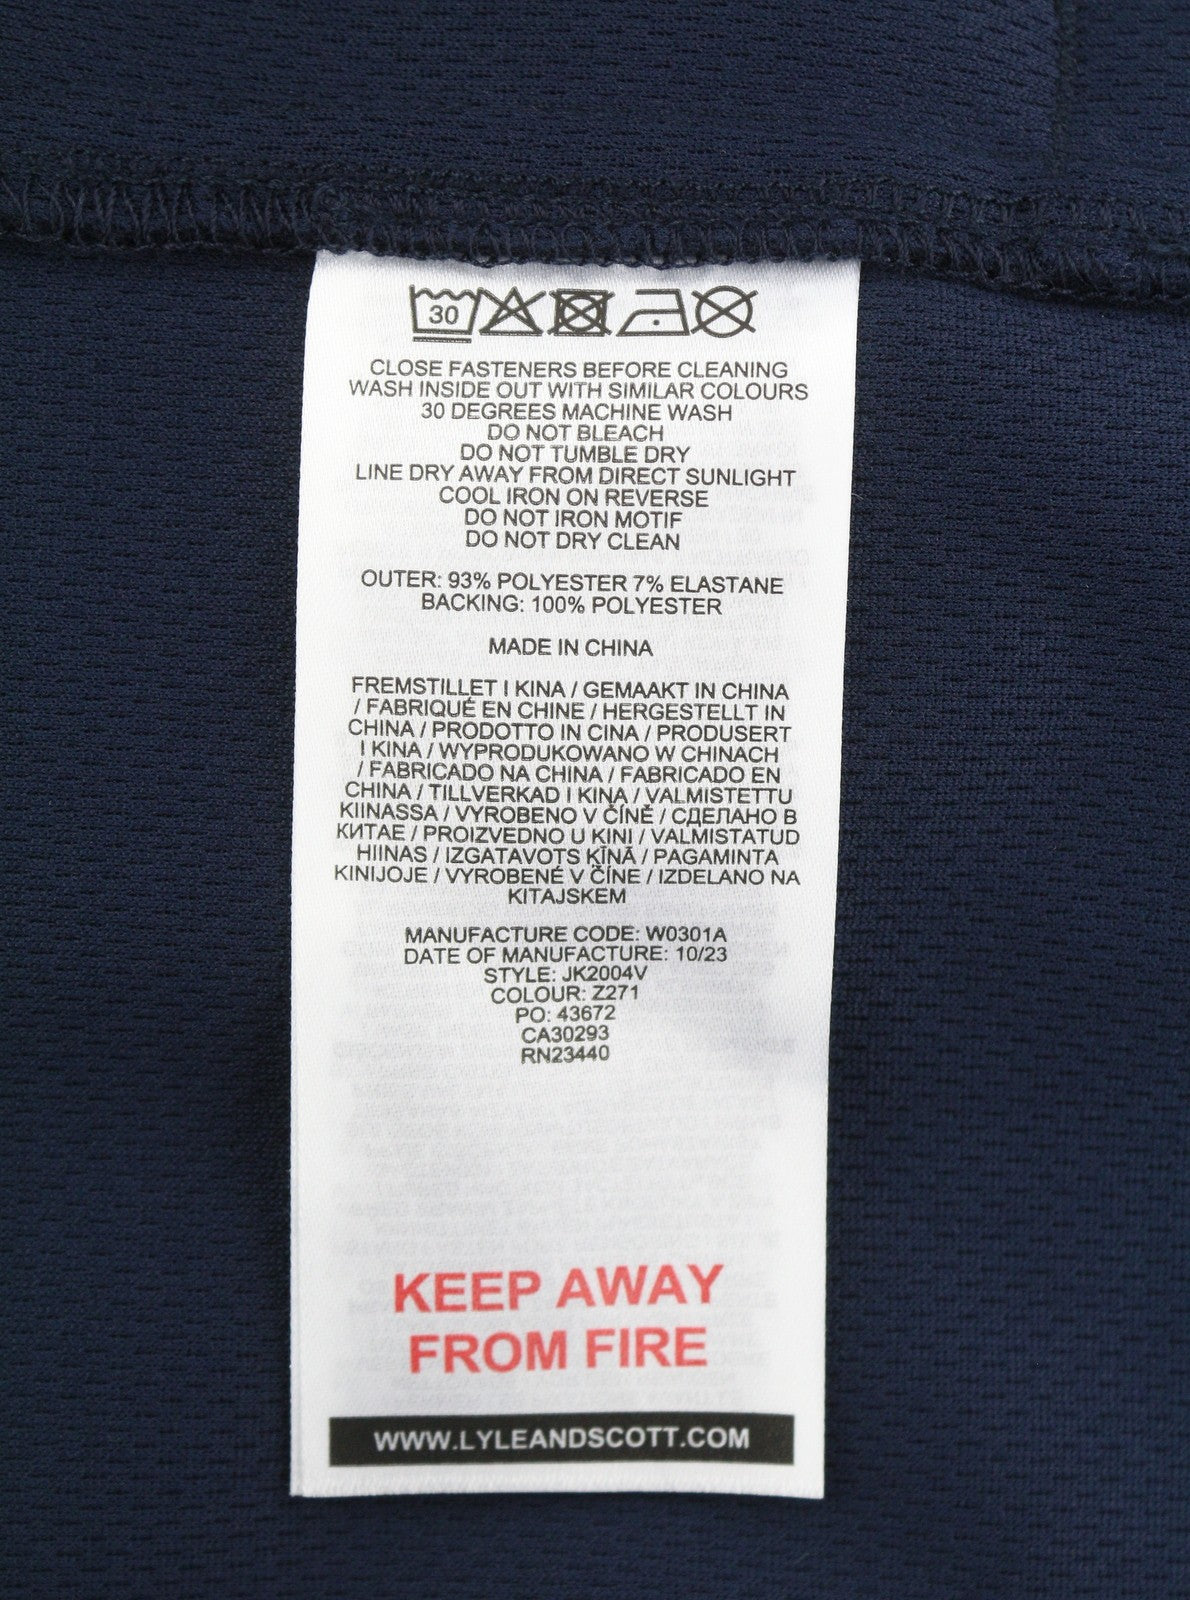 30
CLOSE FASTENERS BEFORE CLEANING
WASH INSIDE OUT WITH SIMILAR COLOURS
30 DEGREES MACHINE WASH
DO NOT BLEACH
DO NOT TUMBLE DRY
LINE DRY AWAY FROM DIRECT SUNLIGHT
COOL IRON ON REVERSE
DO NOT IRON MOTIF
DO NOT DRY CLEAN
OUTER: 93% POLYESTER 7% ELASTANE
BACKING: 100% POLYESTER
MADE IN CHINA
FREMSTILLET I KINA / GEMAAKT IN CHINA
/ FABRIQUÉ EN CHINE / HERGESTELLT IN
CHINA / PRODOTTO IN CINA / PRODUSERT
I KINA / WYPRODUKOWANO W CHINACH
/ FABRICADO NA CHINA / FABRICADO EN
CHINA / TILLVERKAD I KINA / VALMISTETTU
KIINASSA / VYROBENO V ČÍNĚ / СДЕЛАНО В
КИТАЕ / PROIZVEDNO U KINI / VALMISTATUD
HIINAS / IZGATAVOTS ĶĪNĀ / PAGAMINTA
KINIJOJE / VYROBENÉ V ČÍNE / IZDELANO NA
KITAJSKEM
MANUFACTURE CODE: W0301A
DATE OF MANUFACTURE: 10/23
STYLE: JK2004V
COLOUR: Z271
PO: 43672
CA30293
RN23440
KEEP AWAY
FROM FIRE
WWW.LYLEANDSCOTT.COM